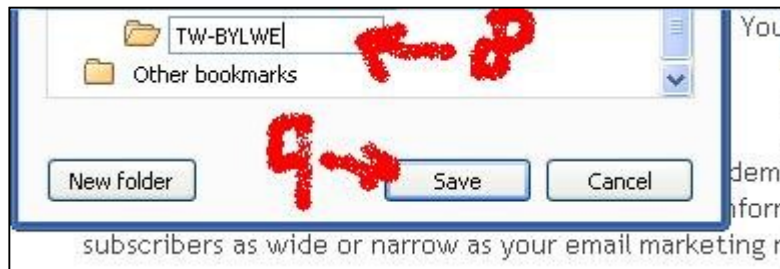 TW-BYLWE
You
8
Other bookmarks
9
New folder
Save
Cancel
dem
nfor
subscribers as wide or narrow as your email marketing